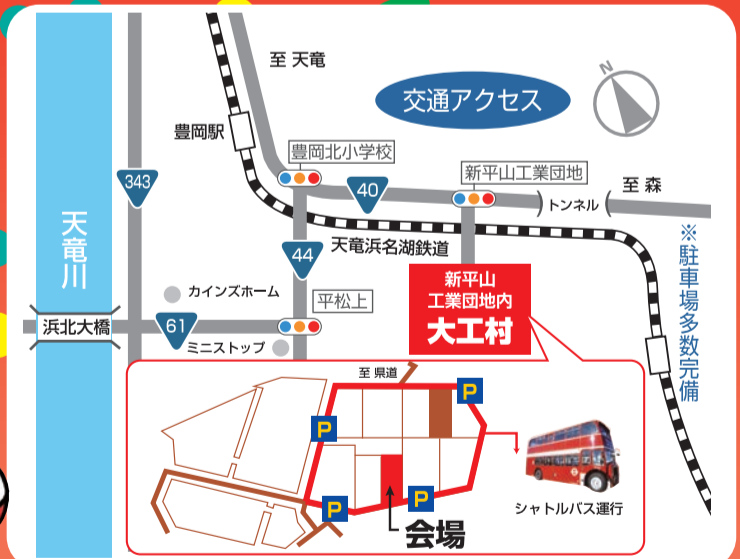 至 天竜
交通アクセス
N
豊岡駅
豊岡北小学校
新平山工業団地
343
40
至 森
トンネル
天竜川
44
天竜浜名湖鉄道
※駐車場多数完備
カインズホーム
平松上
新平山
工業団地内
大工村
浜北大橋
61
ミニストップ
至 県道
P
P
P
P
シャトルバス運行
会場